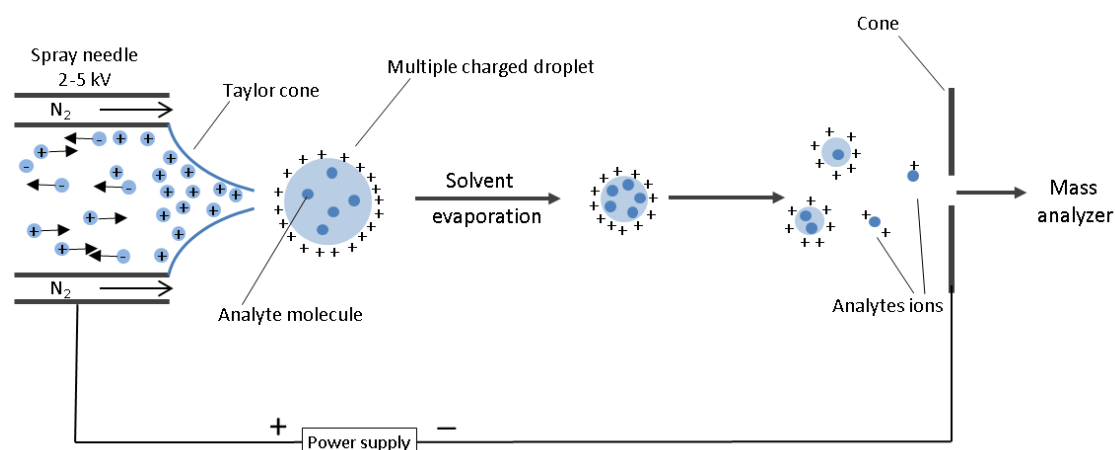 Spray needle
2-5 kV
N₂
Taylor cone
Multiple charged droplet
Cone
Solvent
evaporation
Mass
analyzer
N₂
Analyte molecule
Analytes ions
+
−
Power supply